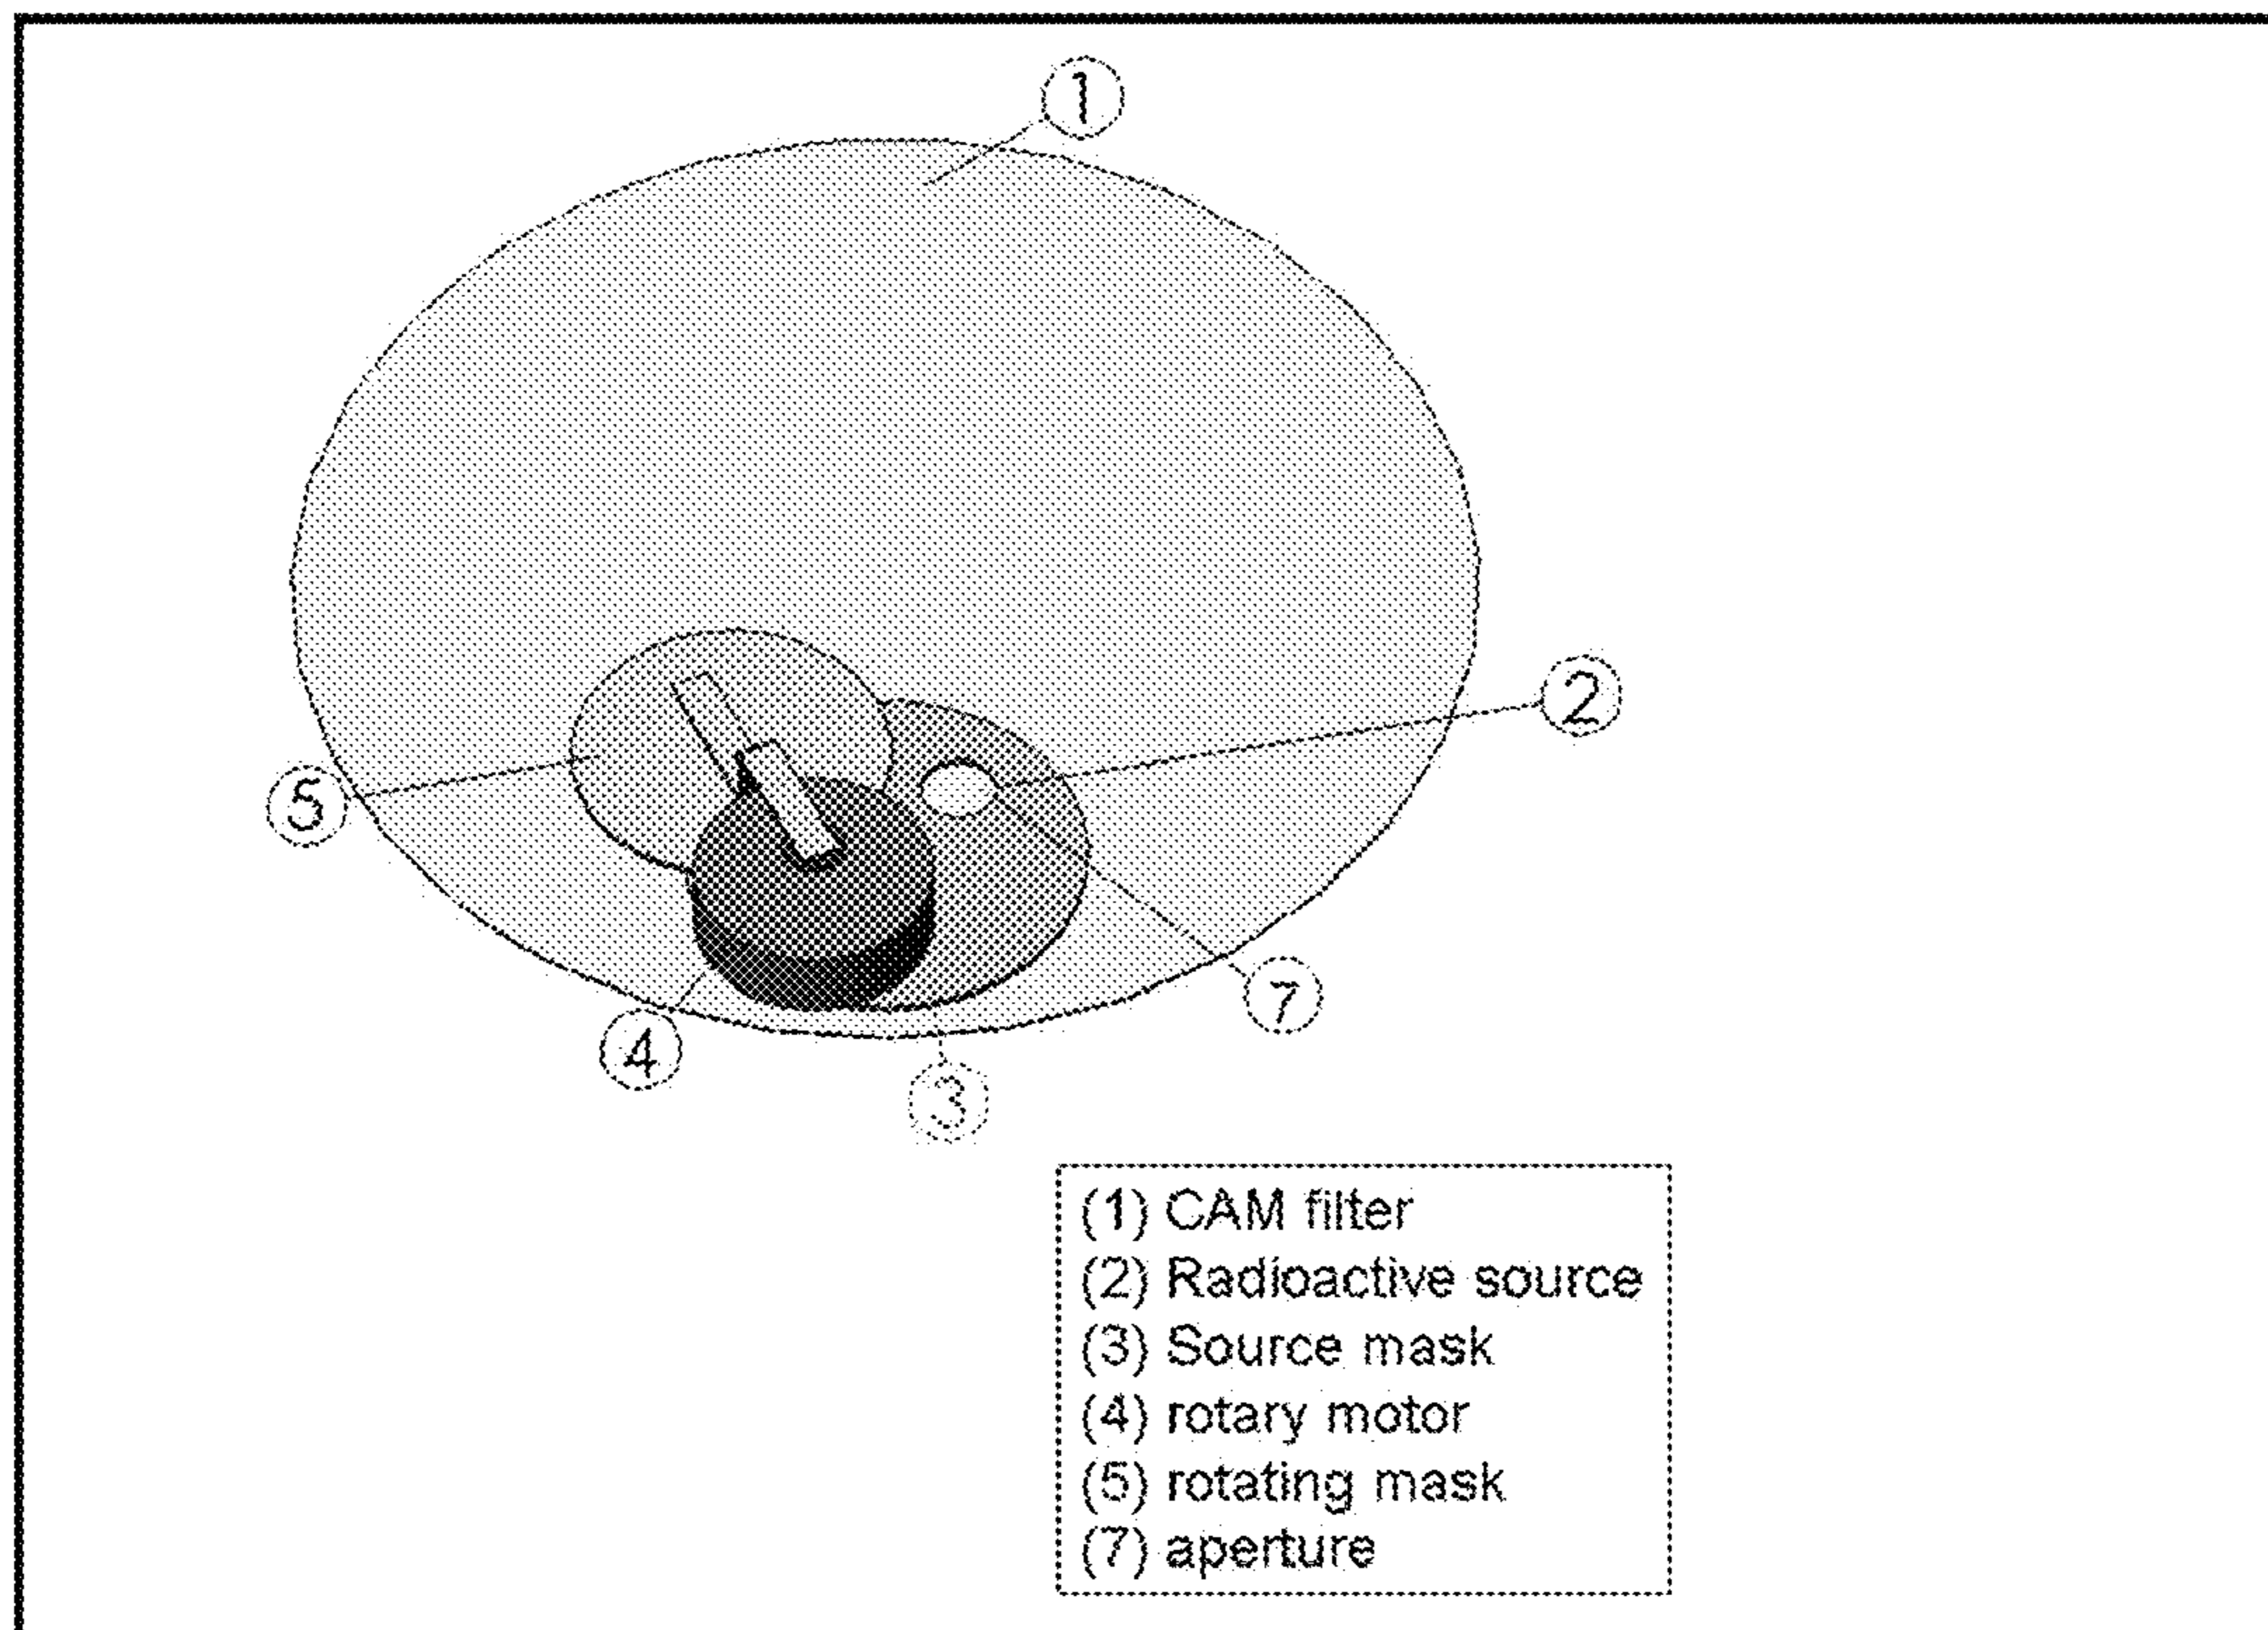 1
2
5
7
4
3
(1) CAM filter
(2) Radioactive source
(3) Source mask
(4) rotary motor
(5) rotating mask
(7) aperture